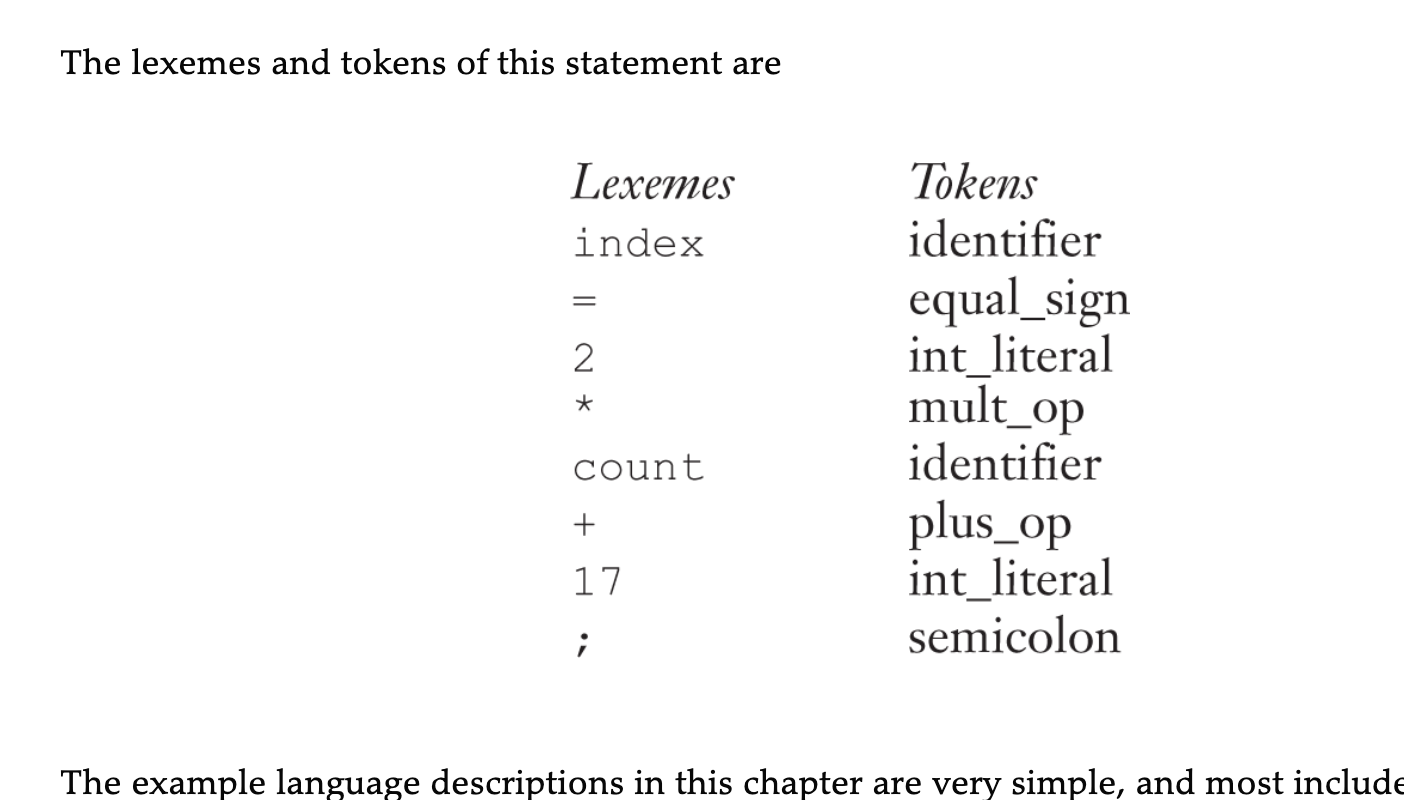 The lexemes and tokens of this statement are
Lexemes Tokens
index identifier
= equal_sign
2 int_literal
* mult_op
count identifier
+ plus_op
17 int_literal
; semicolon
The example language descriptions in this chapter are very simple, and most include